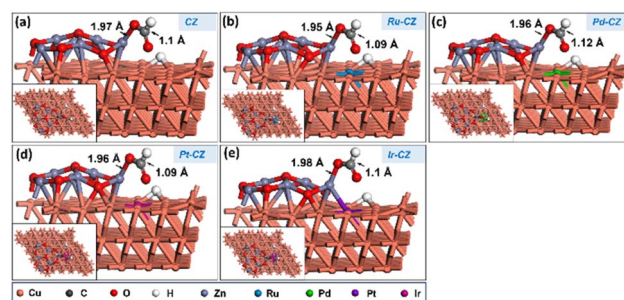 (a) CZ
1.97 Å
1.1 Å
(b) Ru-CZ
1.95 Å
1.09 Å
(c) Pd-CZ
1.96 Å
1.12 Å
(d) Pt-CZ
1.96 Å
1.09 Å
(e) Ir-CZ
1.98 Å
1.1 Å
Cu C O H Zn Ru Pd Pt Ir